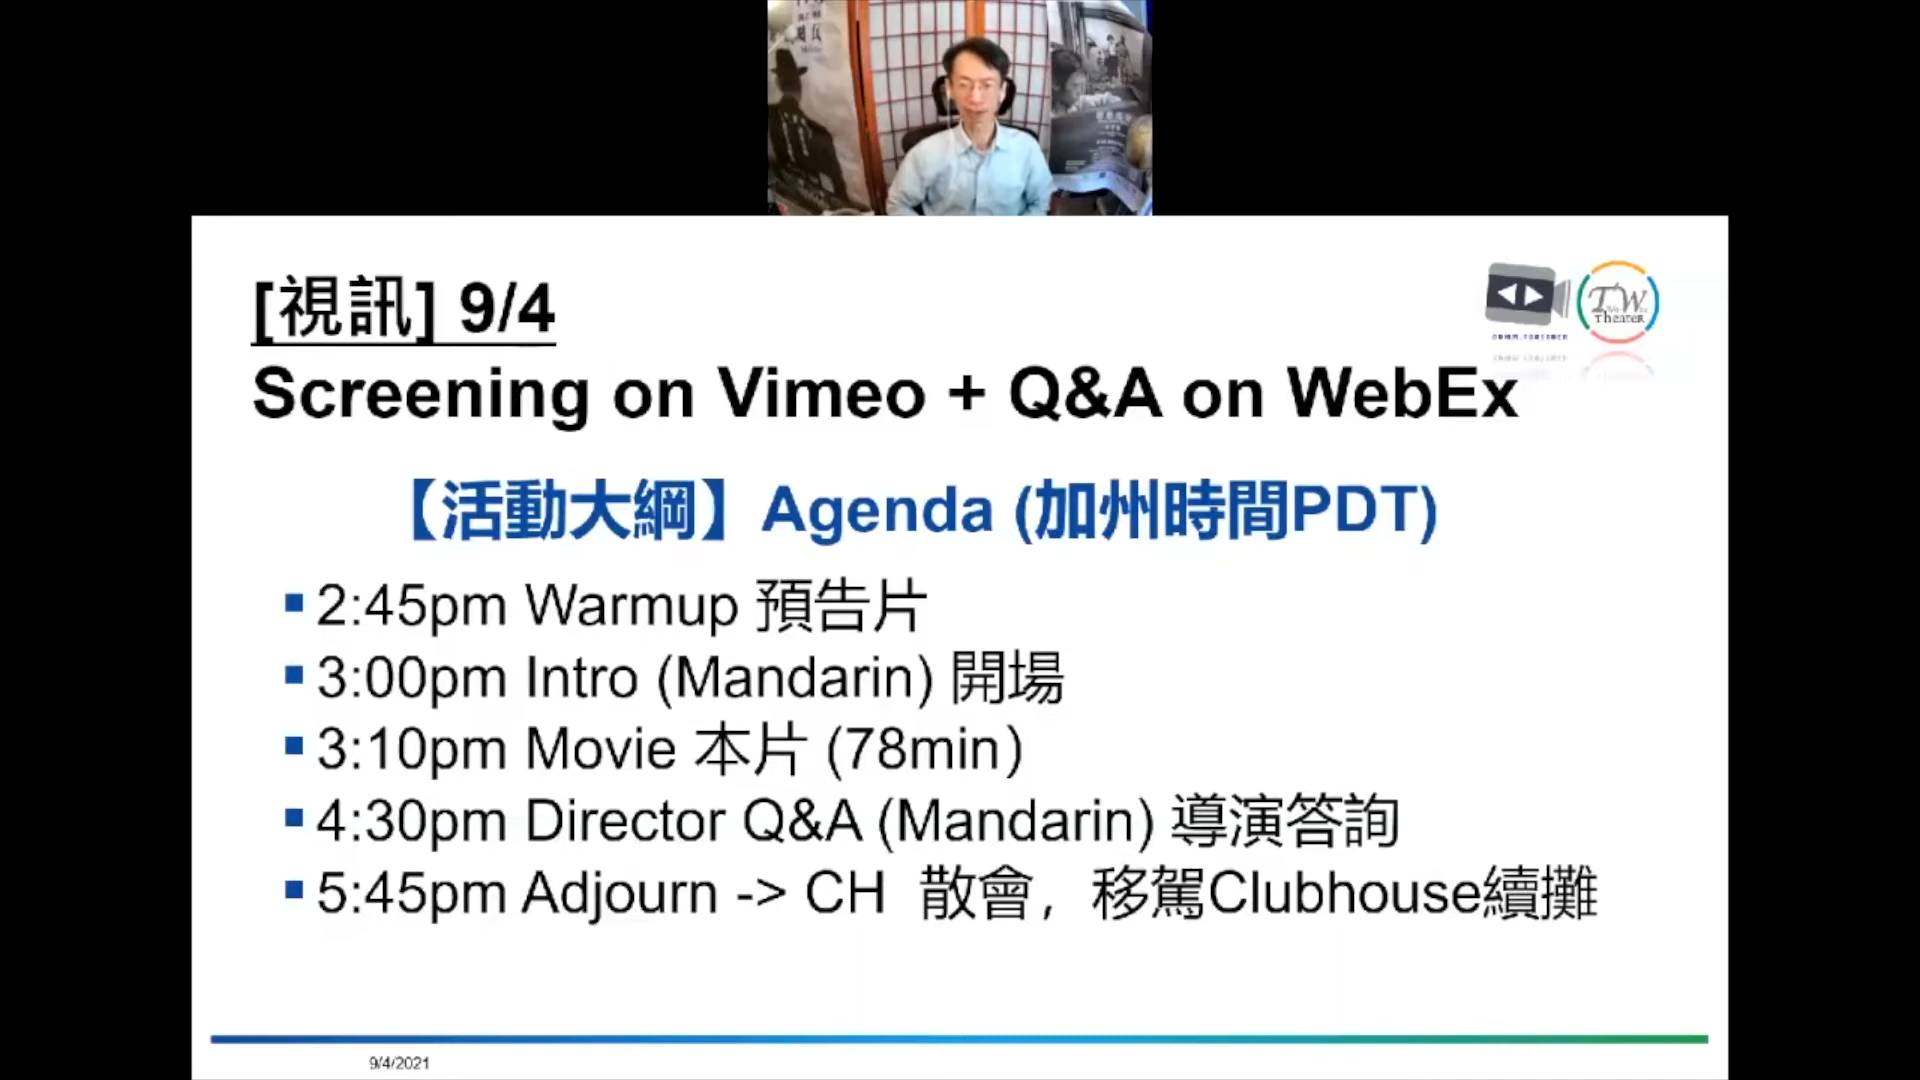 [視訊] 9/4
Screening on Vimeo + Q&A on WebEx
TW
Theater
【活動大綱】Agenda (加州時間PDT)
▪2:45pm Warmup 預告片
▪3:00pm Intro (Mandarin) 開場
▪3:10pm Movie 本片 (78min）
▪4:30pm Director Q&A (Mandarin) 導演答詢
▪5:45pm Adjourn -> CH 散會，移駕Clubhouse續攤
9/4/2021